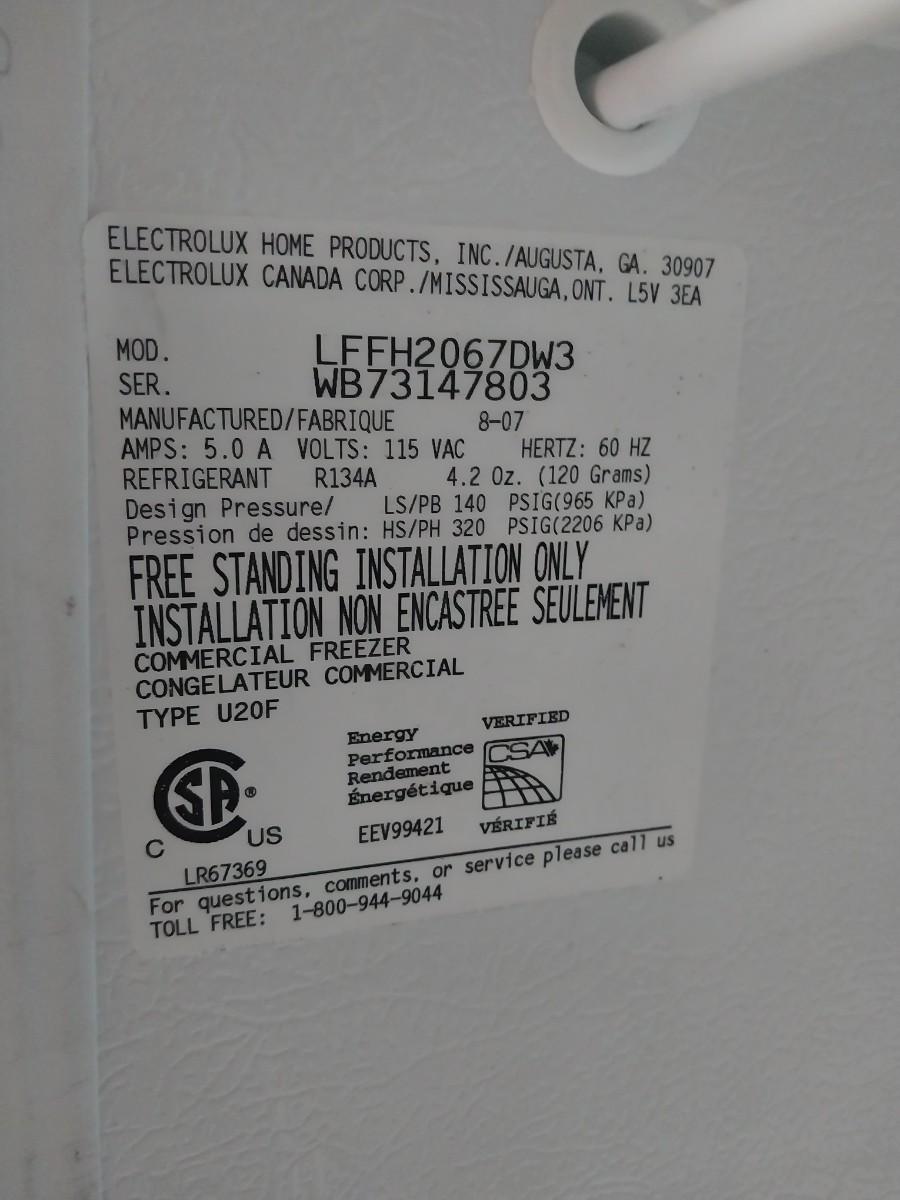 ELECTROLUX HOME PRODUCTS, INC./AUGUSTA, GA. 30907
ELECTROLUX CANADA CORP./MISSISSAUGA,ONT. L5V 3EA
MOD. LFFH2067DW3
SER. WB73147803
MANUFACTURED/FABRIQUE 8-07
AMPS: 5.0 A VOLTS: 115 VAC HERTZ: 60 HZ
REFRIGERANT R134A 4.2 Oz. (120 Grams)
Design Pressure/ LS/PB 140 PSIG(965 KPa)
Pression de dessin: HS/PH 320 PSIG(2206 KPa)
FREE STANDING INSTALLATION ONLY
INSTALLATION NON ENCASTREE SEULEMENT
COMMERCIAL FREEZER
CONGELATEUR COMMERCIAL
TYPE U20F
SA ®
C US
LR67369
Energy
Performance
Rendement
Énergétique
EEV99421
VERIFIED
CSA
VÉRIFIÉ
For questions, comments, or service please call us
TOLL FREE: 1-800-944-9044